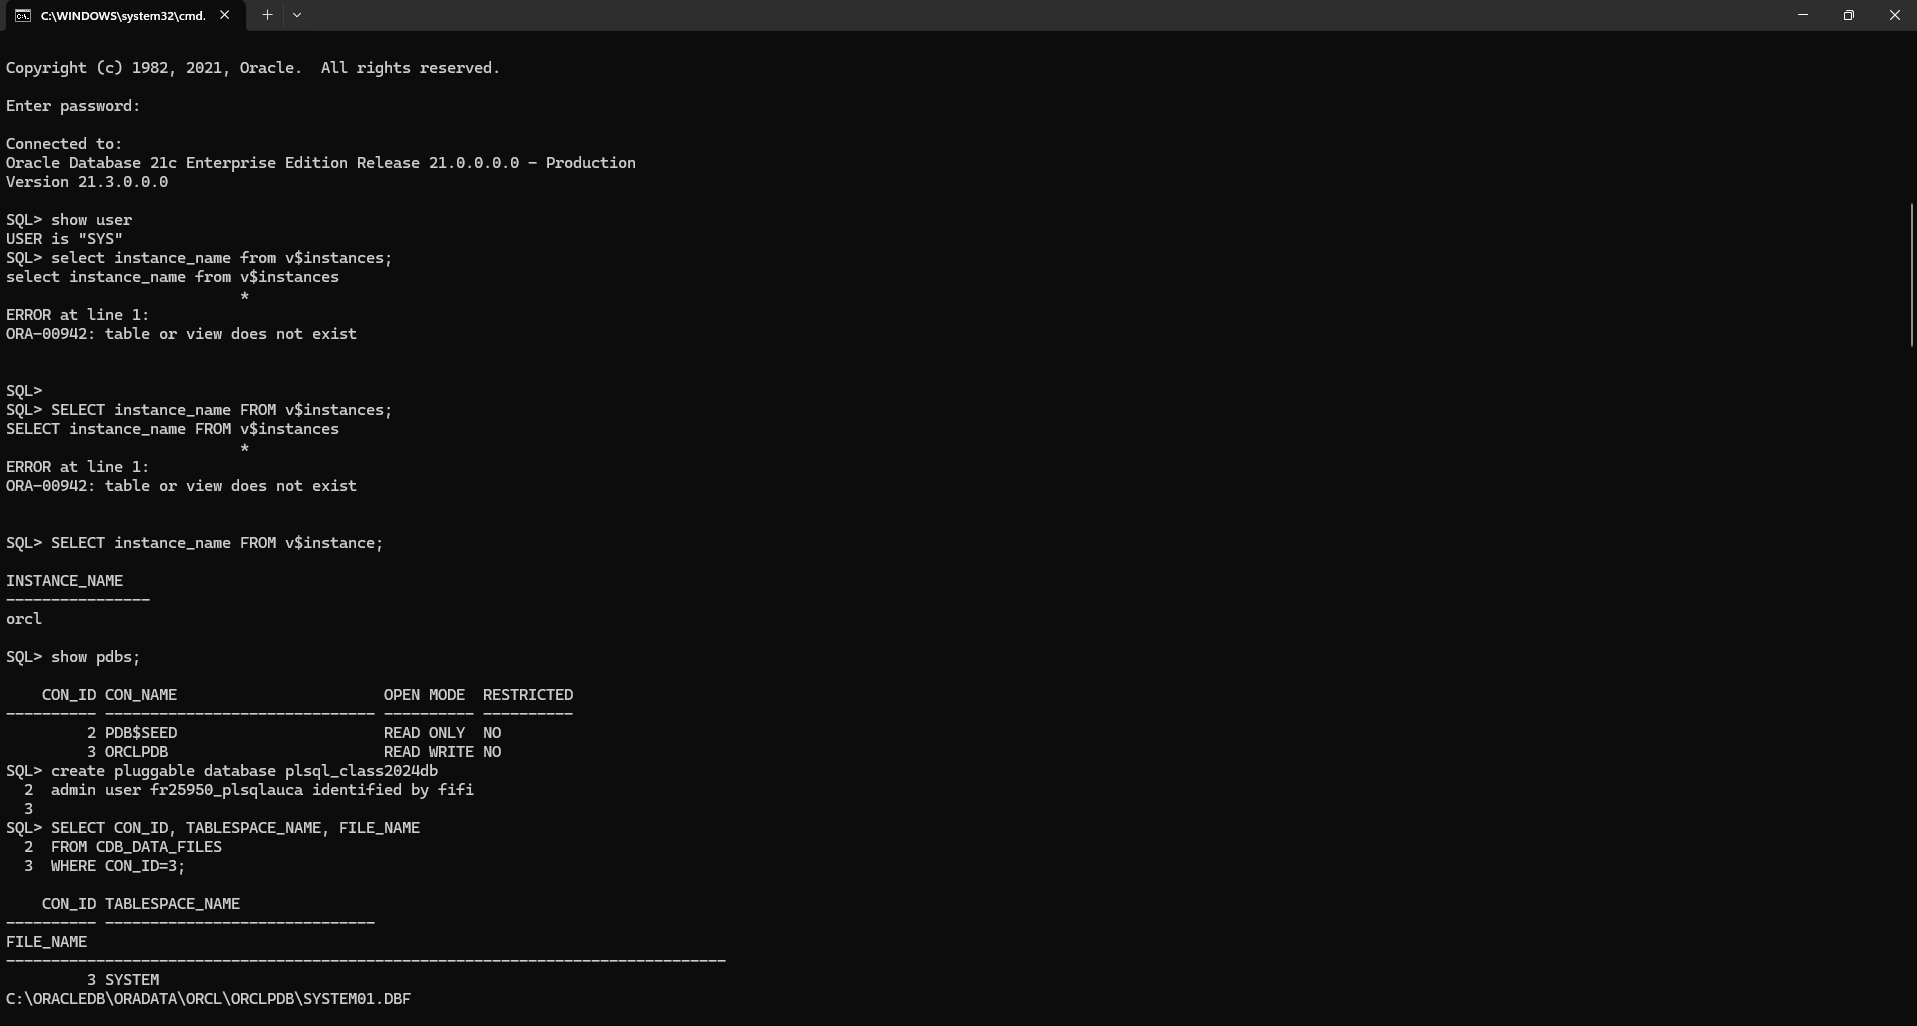 C:\WINDOWS\system32\cmd.
Copyright (c) 1982, 2021, Oracle.  All rights reserved.
Enter password:
Connected to:
Oracle Database 21c Enterprise Edition Release 21.0.0.0.0 - Production
Version 21.3.0.0.0
SQL> show user
USER is "SYS"
SQL> select instance_name from v$instances;
select instance_name from v$instances
                          *
ERROR at line 1:
ORA-00942: table or view does not exist
SQL>
SQL> SELECT instance_name FROM v$instances;
SELECT instance_name FROM v$instances
                          *
ERROR at line 1:
ORA-00942: table or view does not exist
SQL> SELECT instance_name FROM v$instance;
INSTANCE_NAME
----------------
orcl
SQL> show pdbs;
    CON_ID CON_NAME                       OPEN MODE  RESTRICTED
---------- ------------------------------ ---------- ----------
         2 PDB$SEED                       READ ONLY  NO
         3 ORCLPDB                        READ WRITE NO
SQL> create pluggable database plsql_class2024db
  2  admin user fr25950_plsqlauca identified by fifi
  3
SQL> SELECT CON_ID, TABLESPACE_NAME, FILE_NAME
  2  FROM CDB_DATA_FILES
  3  WHERE CON_ID=3;
    CON_ID TABLESPACE_NAME
---------- ------------------------------
FILE_NAME
--------------------------------------------------------------------------------
         3 SYSTEM
C:\ORACLEDB\ORADATA\ORCL\ORCLPDB\SYSTEM01.DBF